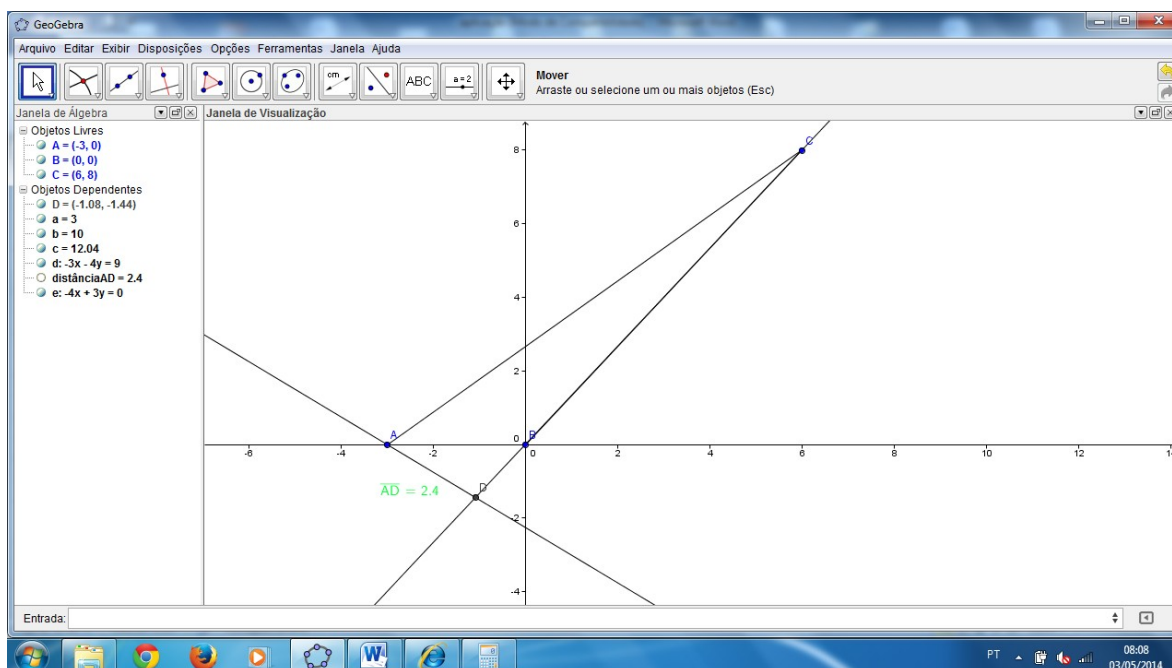 GeoGebra
Arquivo Editar Exibir Disposições Opções Ferramentas Janela Ajuda
cm ABC a=2
Mover
Arraste ou selecione um ou mais objetos (Esc)
Janela de Álgebra
Janela de Visualização
Objetos Livres
A = (-3, 0)
B = (0, 0)
C = (6, 8)
Objetos Dependentes
D = (-1.08, -1.44)
a = 3
b = 10
c = 12.04
d: -3x - 4y = 9
distânciaAD = 2.4
e: -4x + 3y = 0
C
8
6
4
2
A
0
B
-6 -4 -2 0 2 4 6 8 10 12 14
AD = 2.4
D
-2
-4
Entrada:
W
PT
08:08
03/05/2014